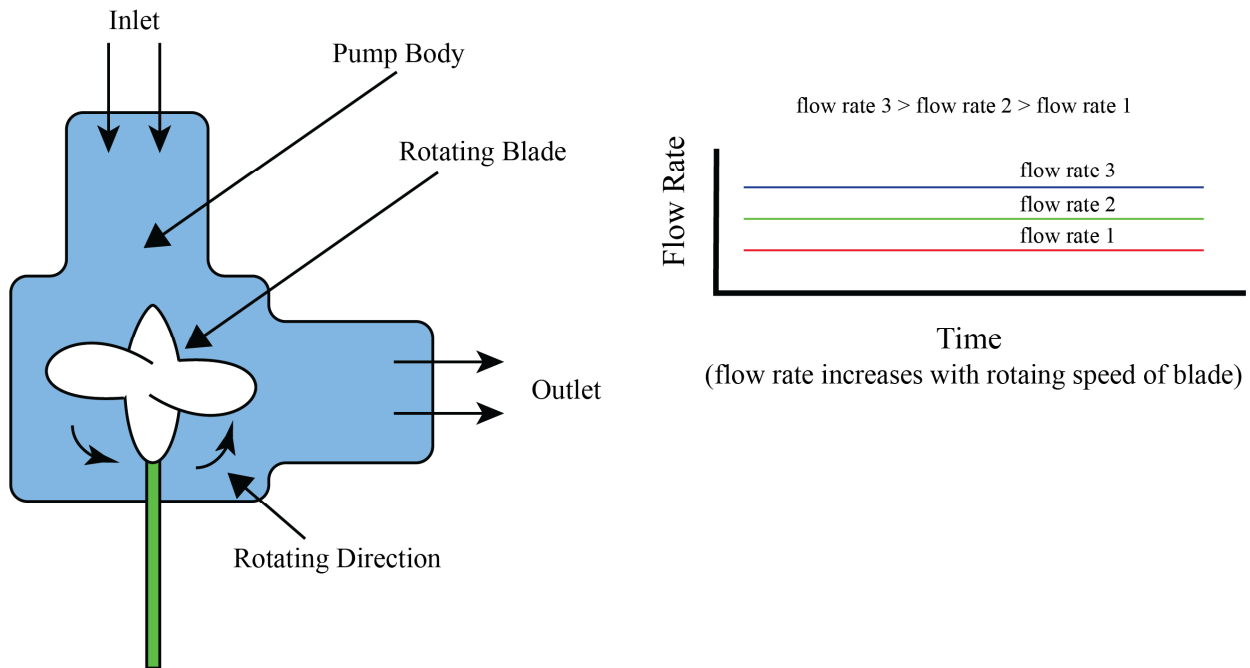 Inlet
Pump Body
Rotating Blade
Outlet
Rotating Direction
flow rate 3 > flow rate 2 > flow rate 1
Flow Rate
flow rate 3
flow rate 2
flow rate 1
Time
(flow rate increases with rotaing speed of blade)